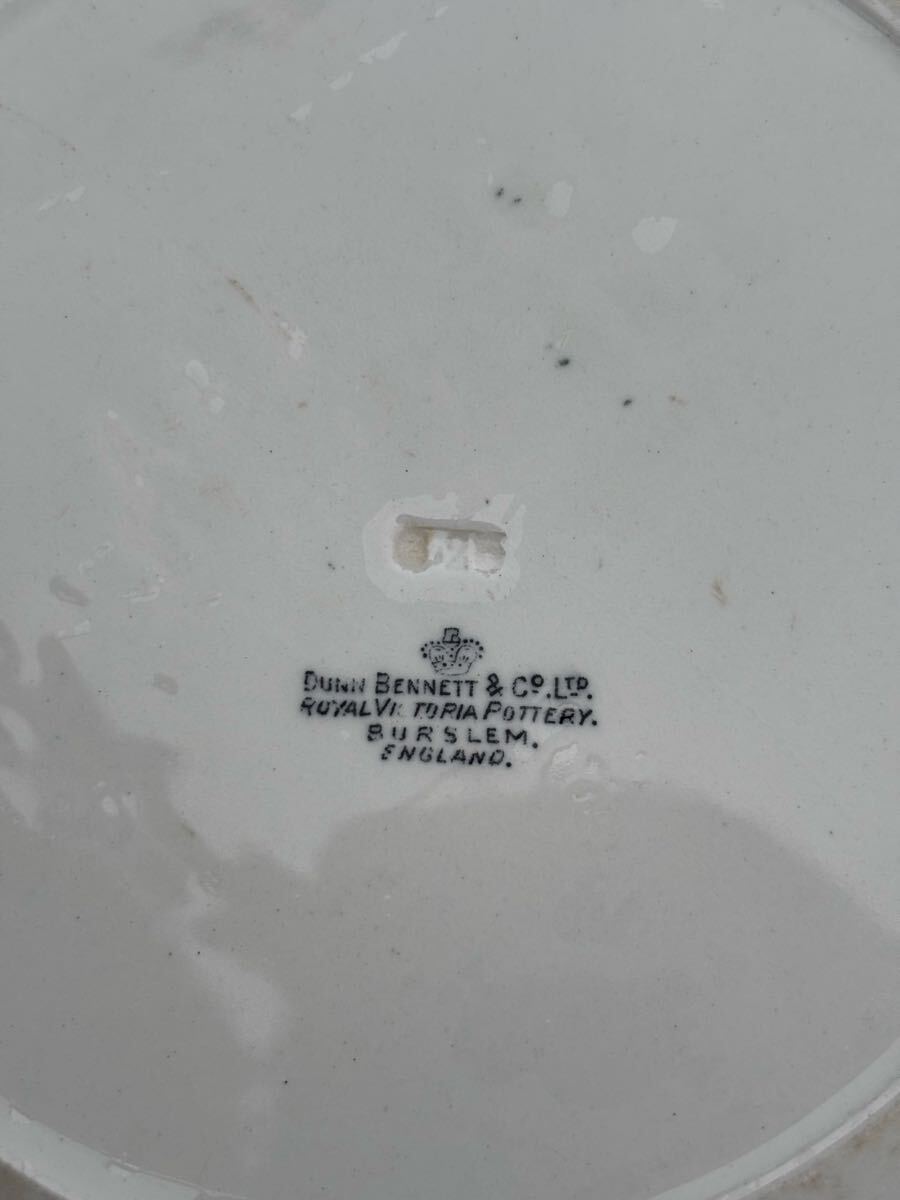 DUNN BENNETT & Co. LTD.
ROYAL VICTORIA POTTERY.
BURSLEM.
ENGLAND.